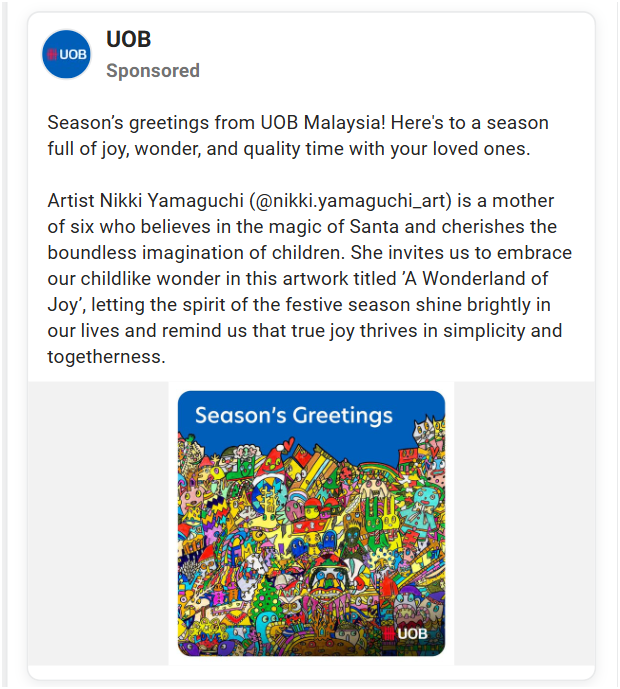 UOB
UOB
Sponsored
Season’s greetings from UOB Malaysia! Here's to a season
full of joy, wonder, and quality time with your loved ones.
Artist Nikki Yamaguchi (@nikki.yamaguchi_art) is a mother
of six who believes in the magic of Santa and cherishes the
boundless imagination of children. She invites us to embrace
our childlike wonder in this artwork titled ’A Wonderland of
Joy’, letting the spirit of the festive season shine brightly in
our lives and remind us that true joy thrives in simplicity and
togetherness.
Season's Greetings
UOB